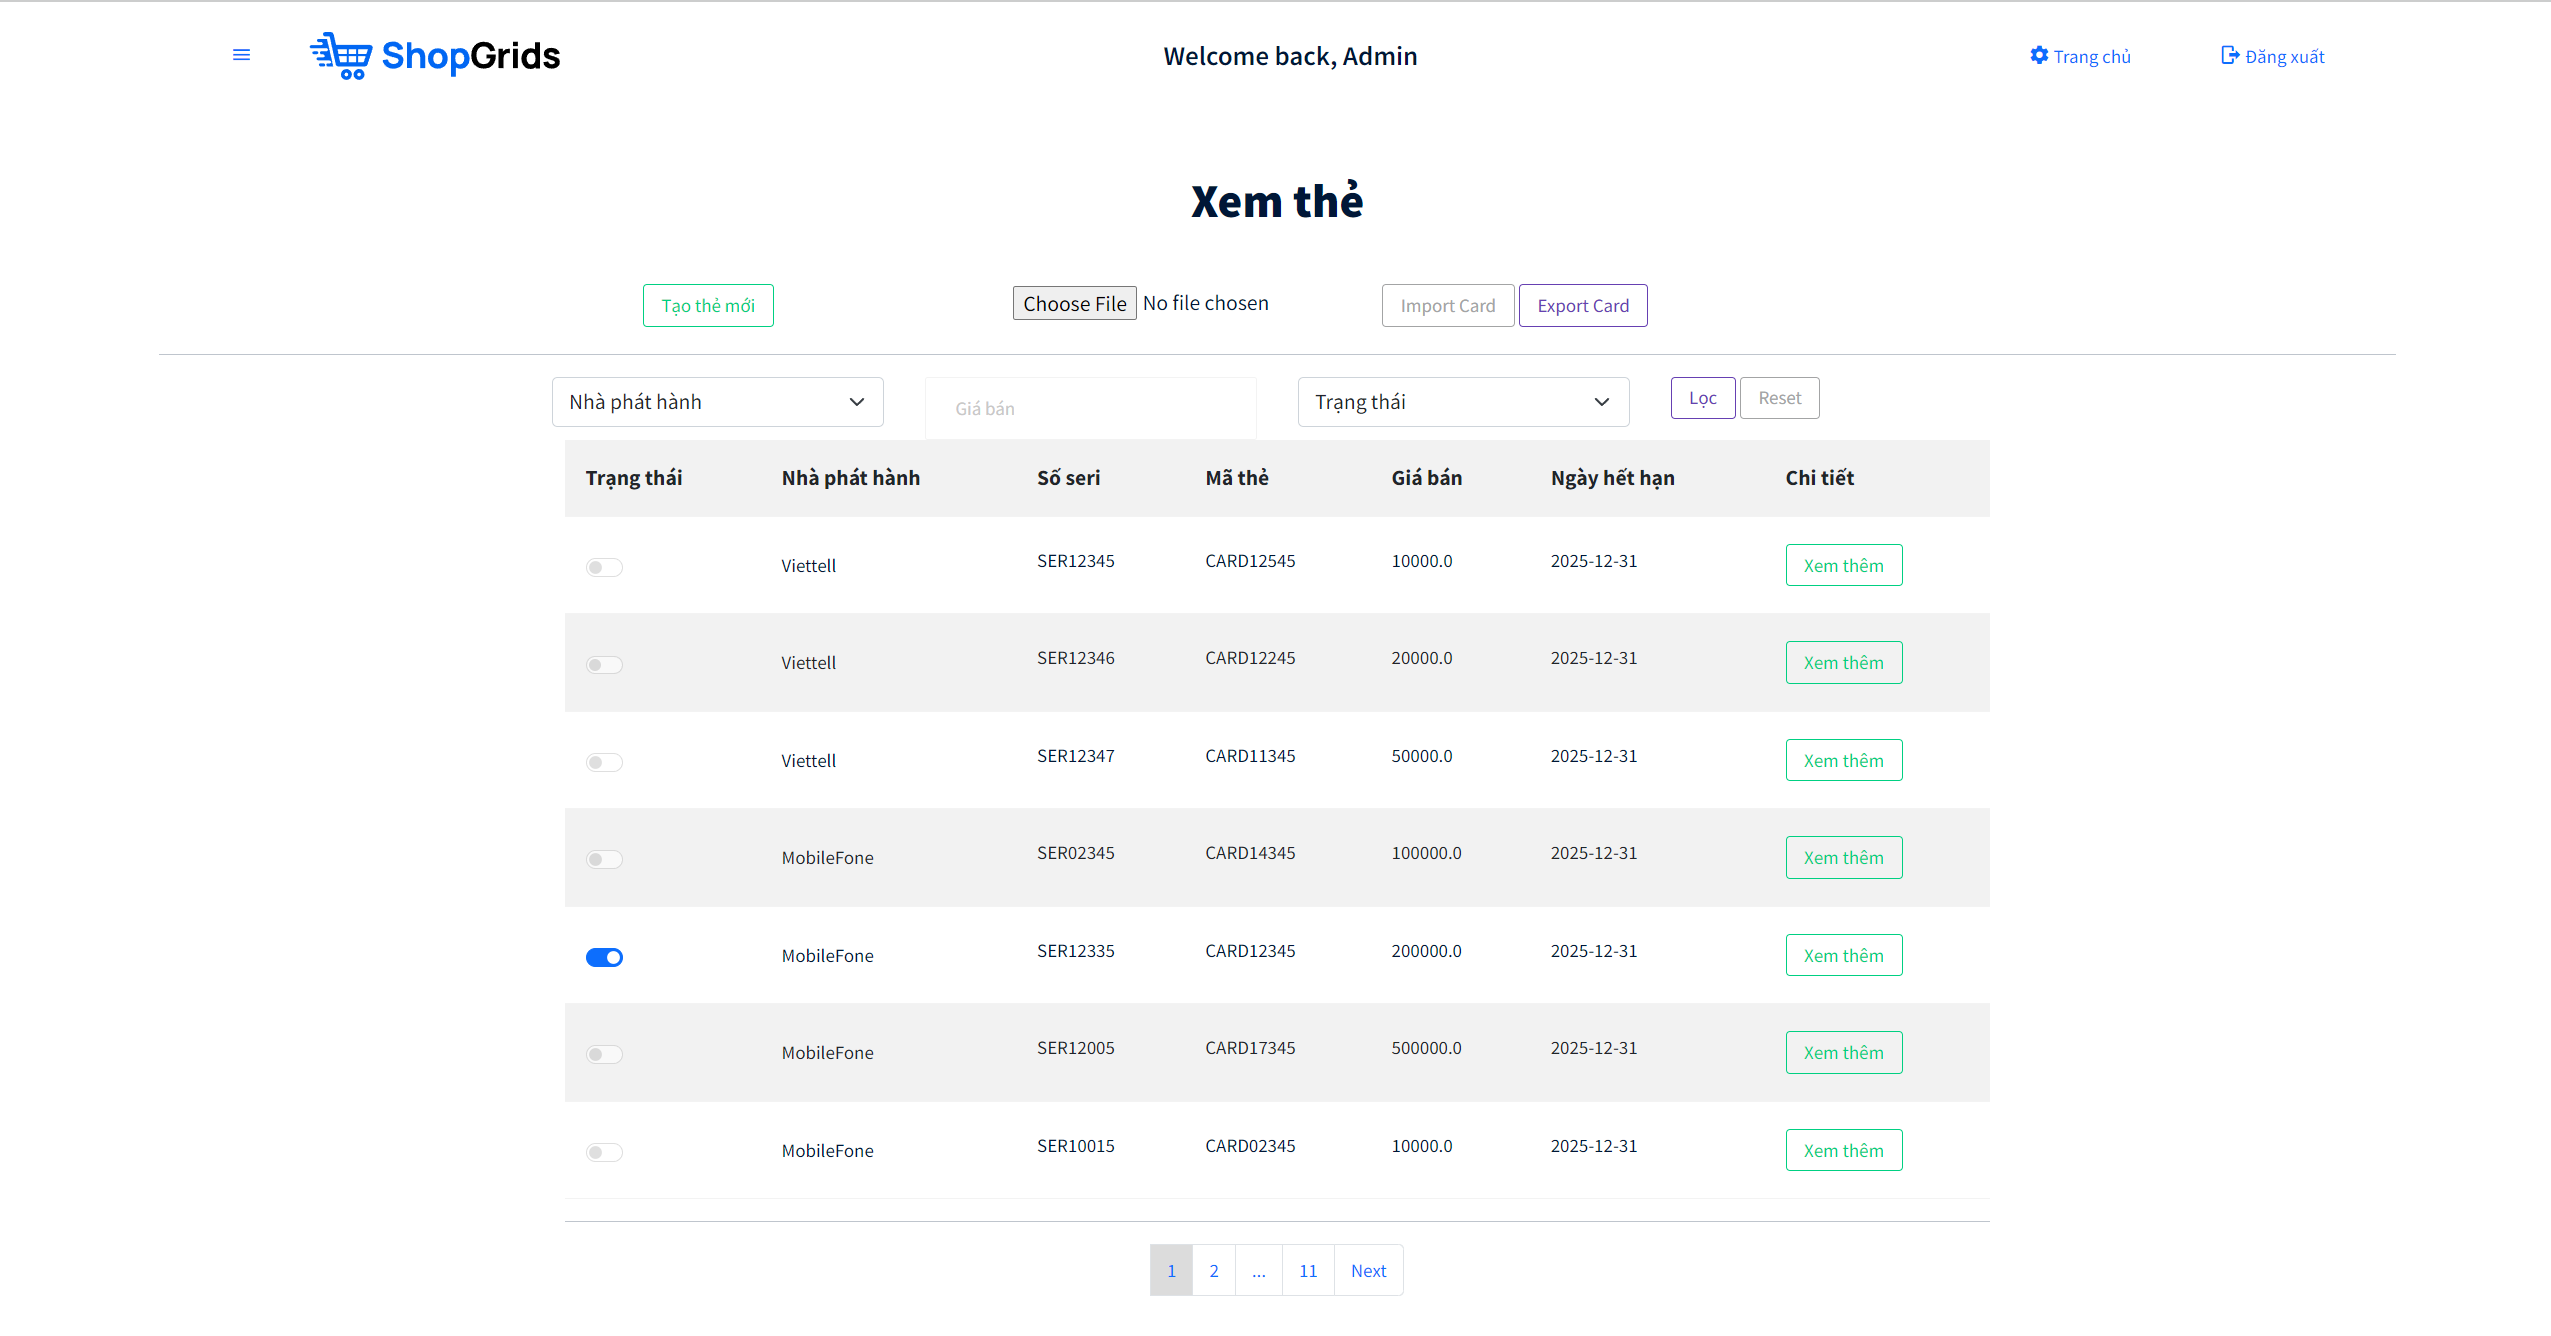 ShopGrids Welcome back, Admin Trang chủ Đăng xuất
Xem thẻ
Tạo thẻ mới Choose File No file chosen Import Card Export Card
Nhà phát hành Giá bán Trạng thái Lọc Reset
Trạng thái Nhà phát hành Số seri Mã thẻ Giá bán Ngày hết hạn Chi tiết
Viettell SER12345 CARD12545 10000.0 2025-12-31 Xem thêm
Viettell SER12346 CARD12245 20000.0 2025-12-31 Xem thêm
Viettell SER12347 CARD11345 50000.0 2025-12-31 Xem thêm
MobileFone SER02345 CARD14345 100000.0 2025-12-31 Xem thêm
MobileFone SER12335 CARD12345 200000.0 2025-12-31 Xem thêm
MobileFone SER12005 CARD17345 500000.0 2025-12-31 Xem thêm
MobileFone SER10015 CARD02345 10000.0 2025-12-31 Xem thêm
1 2 ... 11 Next